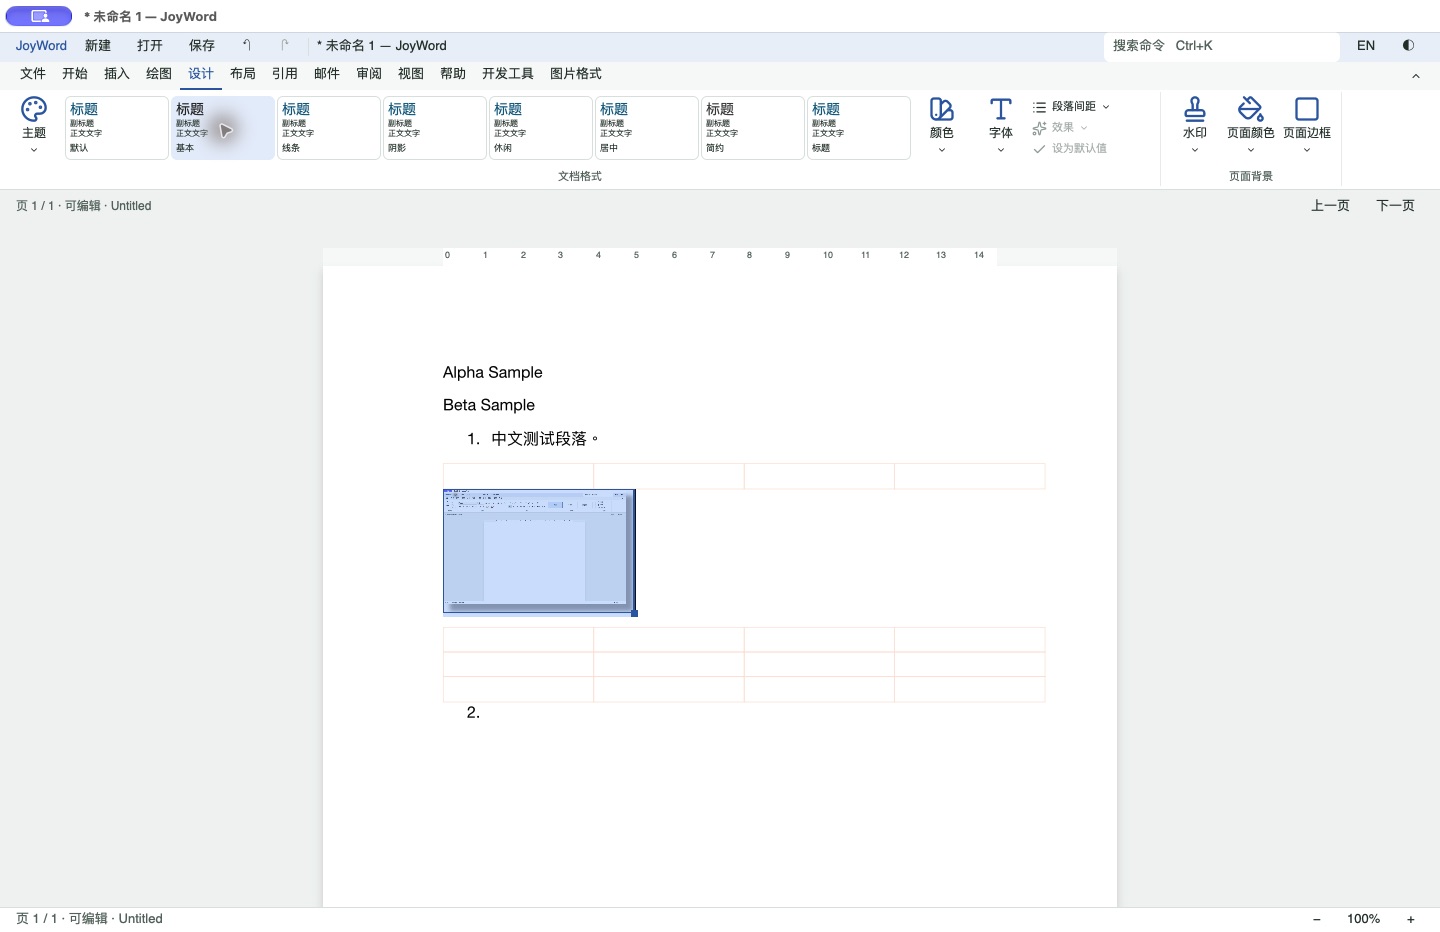 * 未命名 1 — JoyWord
JoyWord 新建 打开 保存 * 未命名 1 — JoyWord 搜索命令 Ctrl+K EN
文件 开始 插入 绘图 设计 布局 引用 邮件 审阅 视图 帮助 开发工具 图片格式
主题
标题
副标题
正文文字
默认
标题
副标题
正文文字
基本
标题
副标题
正文文字
线条
标题
副标题
正文文字
阴影
标题
副标题
正文文字
休闲
标题
副标题
正文文字
居中
标题
副标题
正文文字
简约
标题
副标题
正文文字
标题
颜色
字体
段落间距
效果
设为默认值
文档格式
水印
页面颜色
页面边框
页面背景
页 1 / 1 · 可编辑 · Untitled 上一页 下一页
0 1 2 3 4 5 6 7 8 9 10 11 12 13 14
Alpha Sample
Beta Sample
1. 中文测试段落。
2.
页 1 / 1 · 可编辑 · Untitled − 100% +